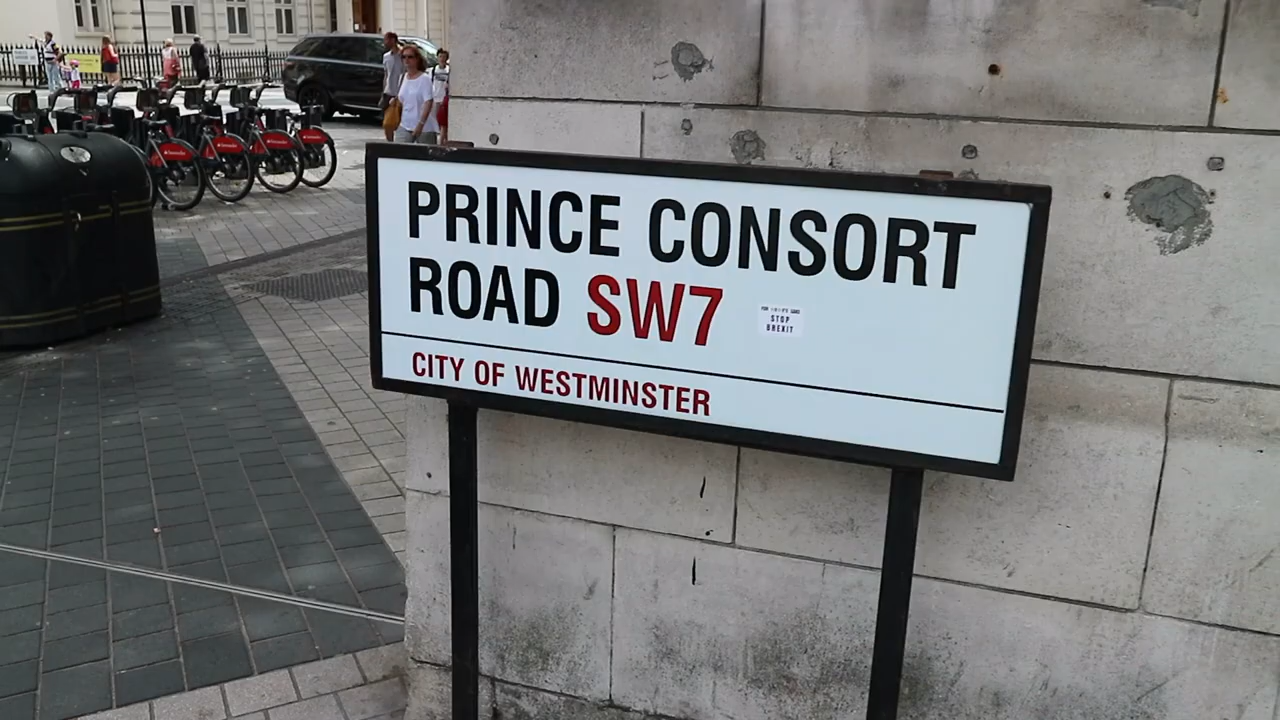 PRINCE CONSORT
ROAD SW7
STOP
BREXIT
CITY OF WESTMINSTER